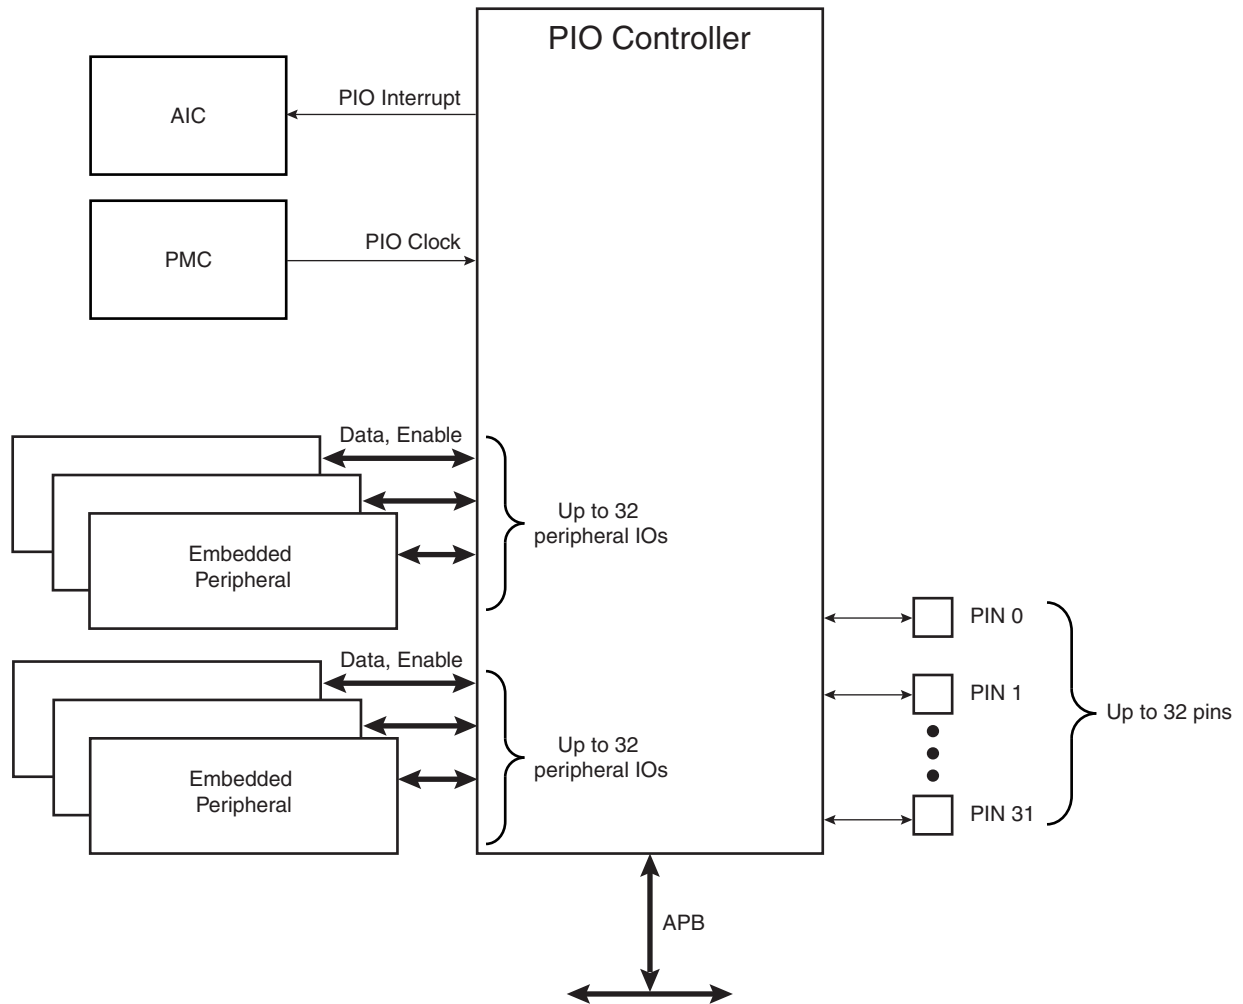 PIO Controller
PIO Interrupt
AIC
PIO Clock
PMC
Data, Enable
Up to 32
peripheral IOs
Embedded
Peripheral
PIN 0
Data, Enable
PIN 1
Up to 32 pins
Up to 32
peripheral IOs
Embedded
Peripheral
PIN 31
APB